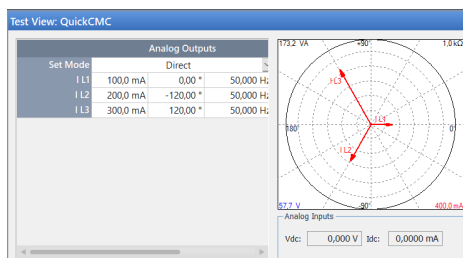 Test View: QuickCMC
Analog Outputs
Set Mode Direct
I L1 100,0 mA 0,00 ° 50,000 Hz
I L2 200,0 mA -120,00 ° 50,000 Hz
I L3 300,0 mA 120,00 ° 50,000 Hz
173,2 VA +90° 1,0 kΩ
I L3
I L1
180° 0°
I L2
57,7 V -90° 400,0 mA
Analog Inputs
Vdc: 0,000 V Idc: 0,0000 mA